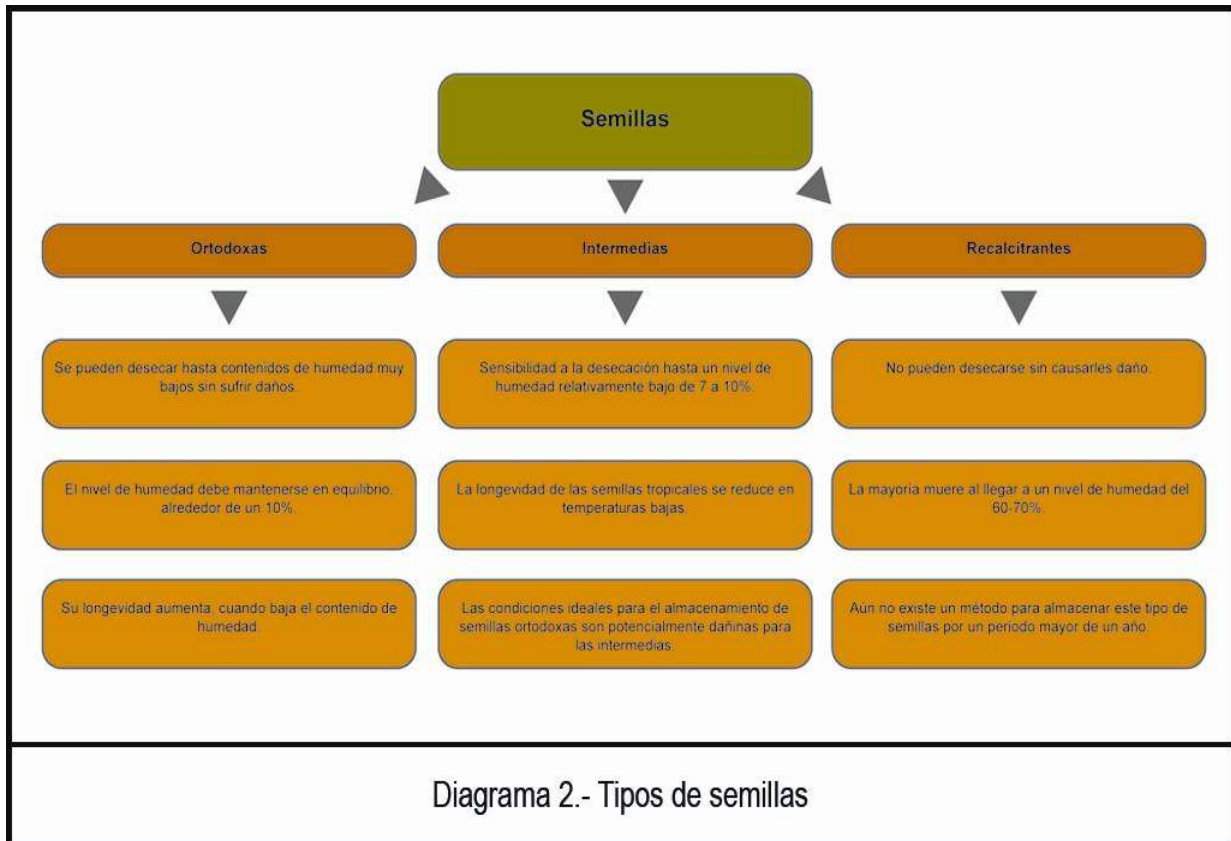 Semillas
Ortodoxas
Intermedias
Recalcitrantes
Se pueden desecar hasta contenidos de humedad muy
bajos sin sufrir daños.
Sensibilidad a la desecación hasta un nivel de
humedad relativamente bajo de 7 a 10%.
No pueden desecarse sin causarles daño.
El nivel de humedad debe mantenerse en equilibrio,
alrededor de un 10%.
La longevidad de las semillas tropicales se reduce en
temperaturas bajas.
La mayoría muere al llegar a un nivel de humedad del
60-70%.
Su longevidad aumenta, cuando baja el contenido de
humedad.
Las condiciones ideales para el almacenamiento de
semillas ortodoxas son potencialmente dañinas para
las intermedias.
Aún no existe un método para almacenar este tipo de
semillas por un periodo mayor de un año.
Diagrama 2.- Tipos de semillas